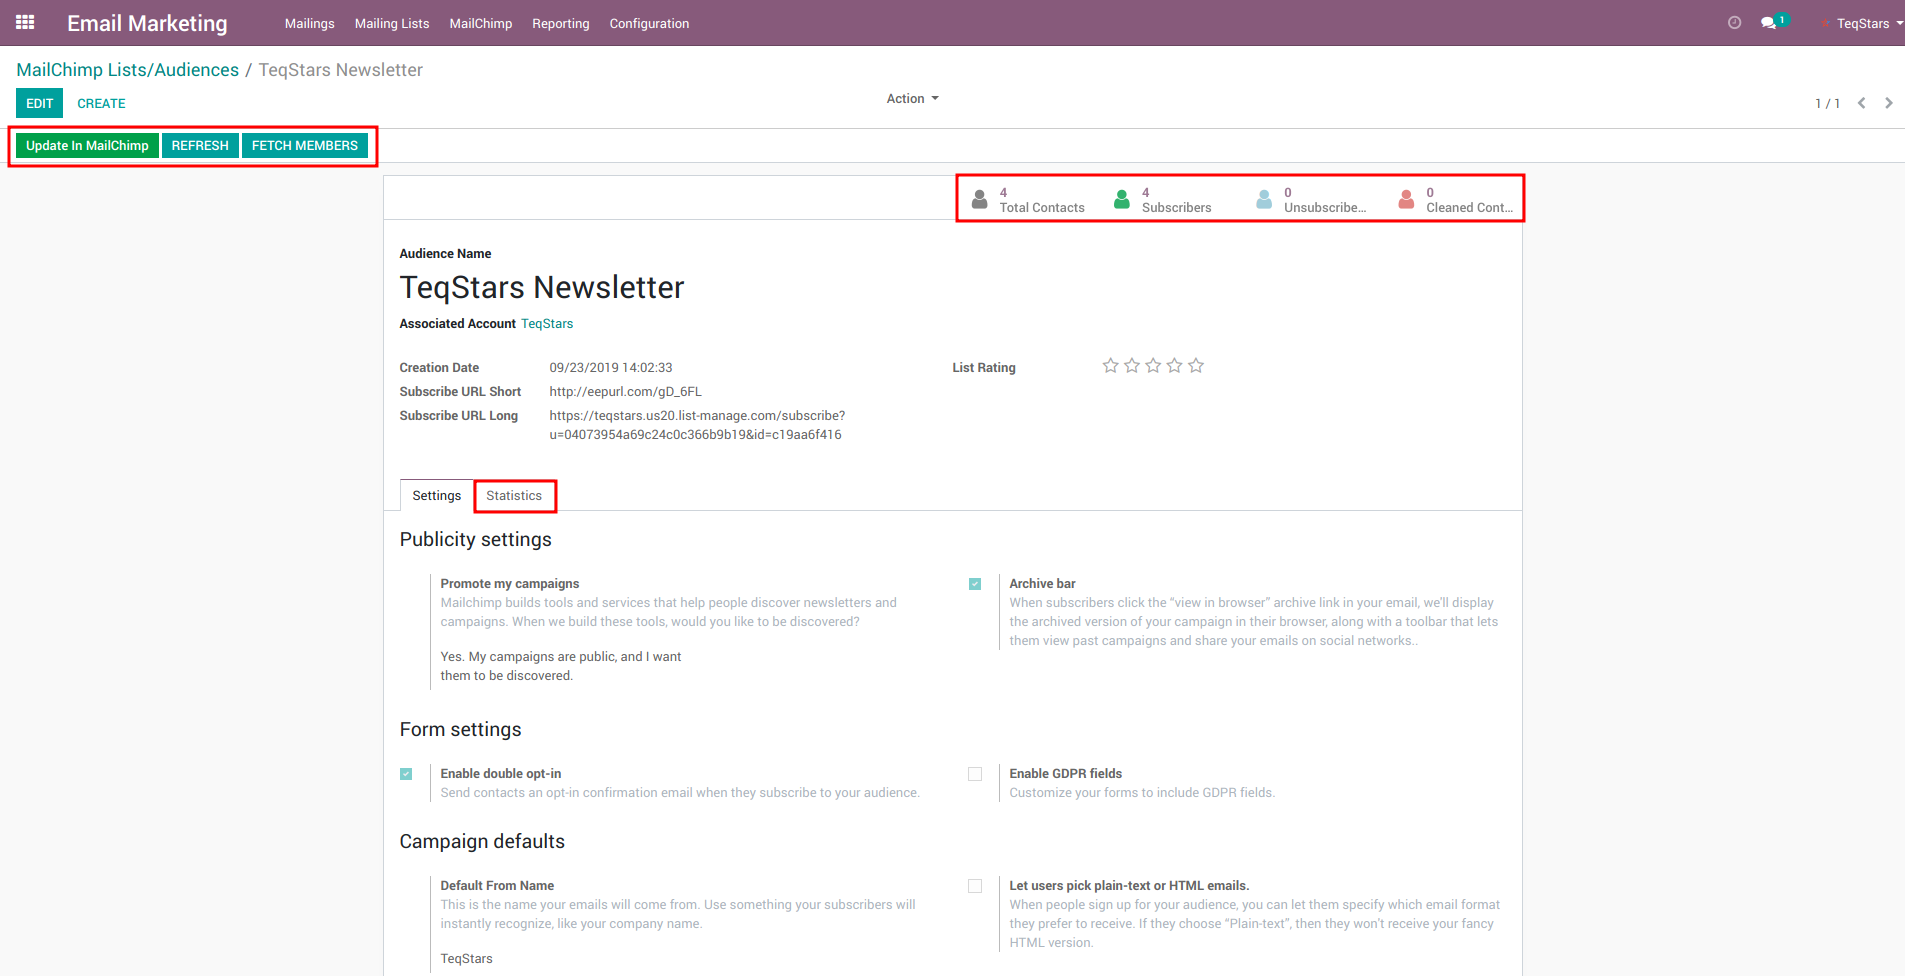 Email Marketing
Mailings Mailing Lists MailChimp Reporting Configuration
1 TeqStars
MailChimp Lists/Audiences / TeqStars Newsletter
EDIT CREATE
Action
1 / 1
Update In MailChimp REFRESH FETCH MEMBERS
4
Total Contacts
4
Subscribers
0
Unsubscribe...
0
Cleaned Cont...
Audience Name
TeqStars Newsletter
Associated Account TeqStars
Creation Date 09/23/2019 14:02:33
List Rating
Subscribe URL Short http://eepurl.com/gD_6FL
Subscribe URL Long https://teqstars.us20.list-manage.com/subscribe?
u=04073954a69c24c0c366b9b19&id=c19aa6f416
Settings Statistics
Publicity settings
Promote my campaigns
Mailchimp builds tools and services that help people discover newsletters and
campaigns. When we build these tools, would you like to be discovered?
Yes. My campaigns are public, and I want
them to be discovered.
Archive bar
When subscribers click the “view in browser” archive link in your email, we’ll display
the archived version of your campaign in their browser, along with a toolbar that lets
them view past campaigns and share your emails on social networks..
Form settings
Enable double opt-in
Send contacts an opt-in confirmation email when they subscribe to your audience.
Enable GDPR fields
Customize your forms to include GDPR fields.
Campaign defaults
Default From Name
This is the name your emails will come from. Use something your subscribers will
instantly recognize, like your company name.
TeqStars
Let users pick plain-text or HTML emails.
When people sign up for your audience, you can let them specify which email format
they prefer to receive. If they choose “Plain-text”, then they won’t receive your fancy
HTML version.